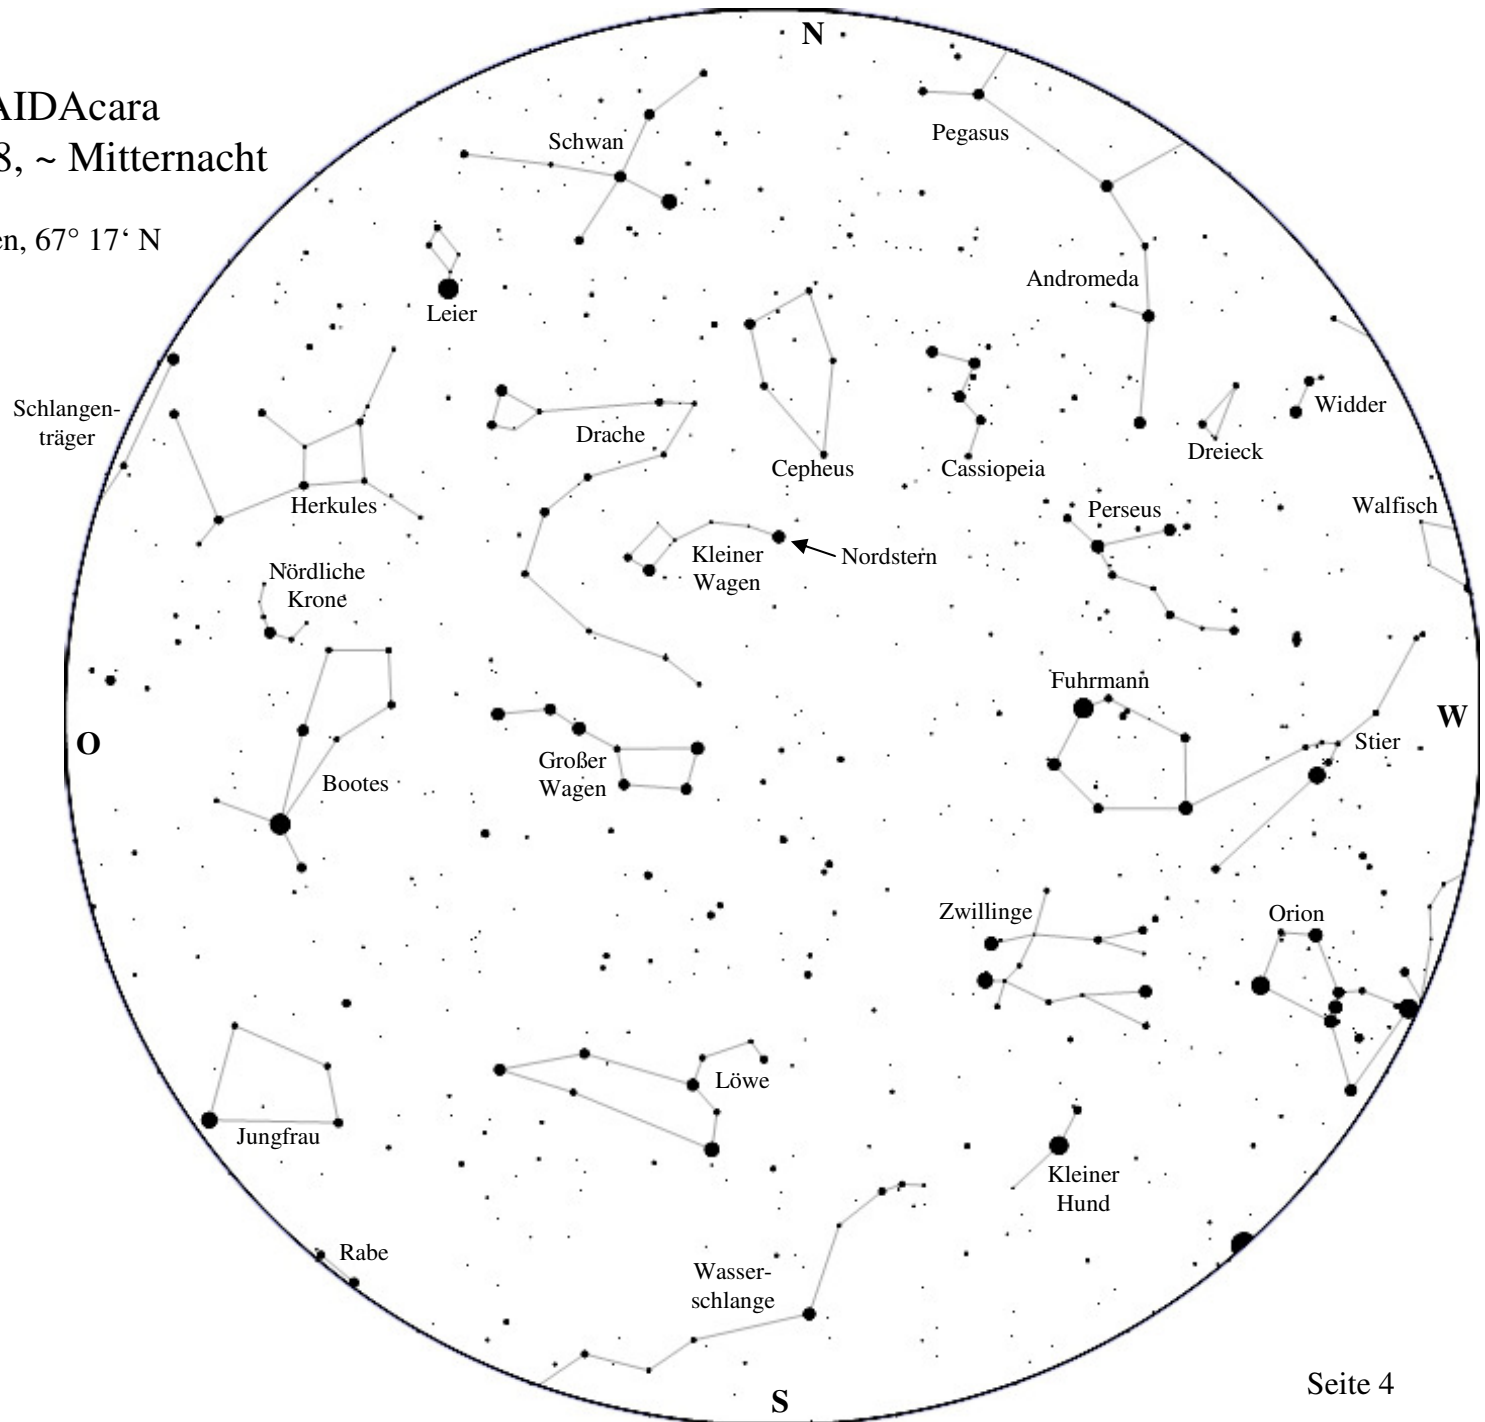 N
AIDAcara
8, ~ Mitternacht
en, 67° 17‘ N
Schwan
Pegasus
Leier
Andromeda
Schlangen-
träger
Herkules
Drache
Cepheus
Cassiopeia
Dreieck
Widder
Nördliche
Krone
Kleiner
Wagen
Nordstern
Perseus
Walfisch
O
Bootes
Großer
Wagen
Fuhrmann
Stier
W
Zwillinge
Orion
Jungfrau
Löwe
Kleiner
Hund
Rabe
Wasser-
schlange
S
Seite 4